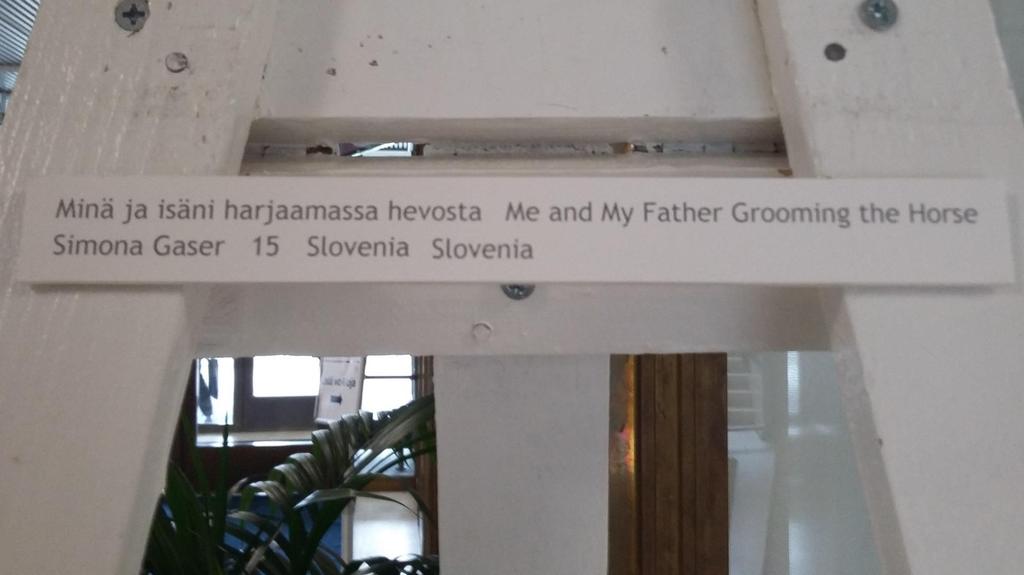 Minä ja isäni harjaamassa hevosta Me and My Father Grooming the Horse
Simona Gaser 15 Slovenia Slovenia